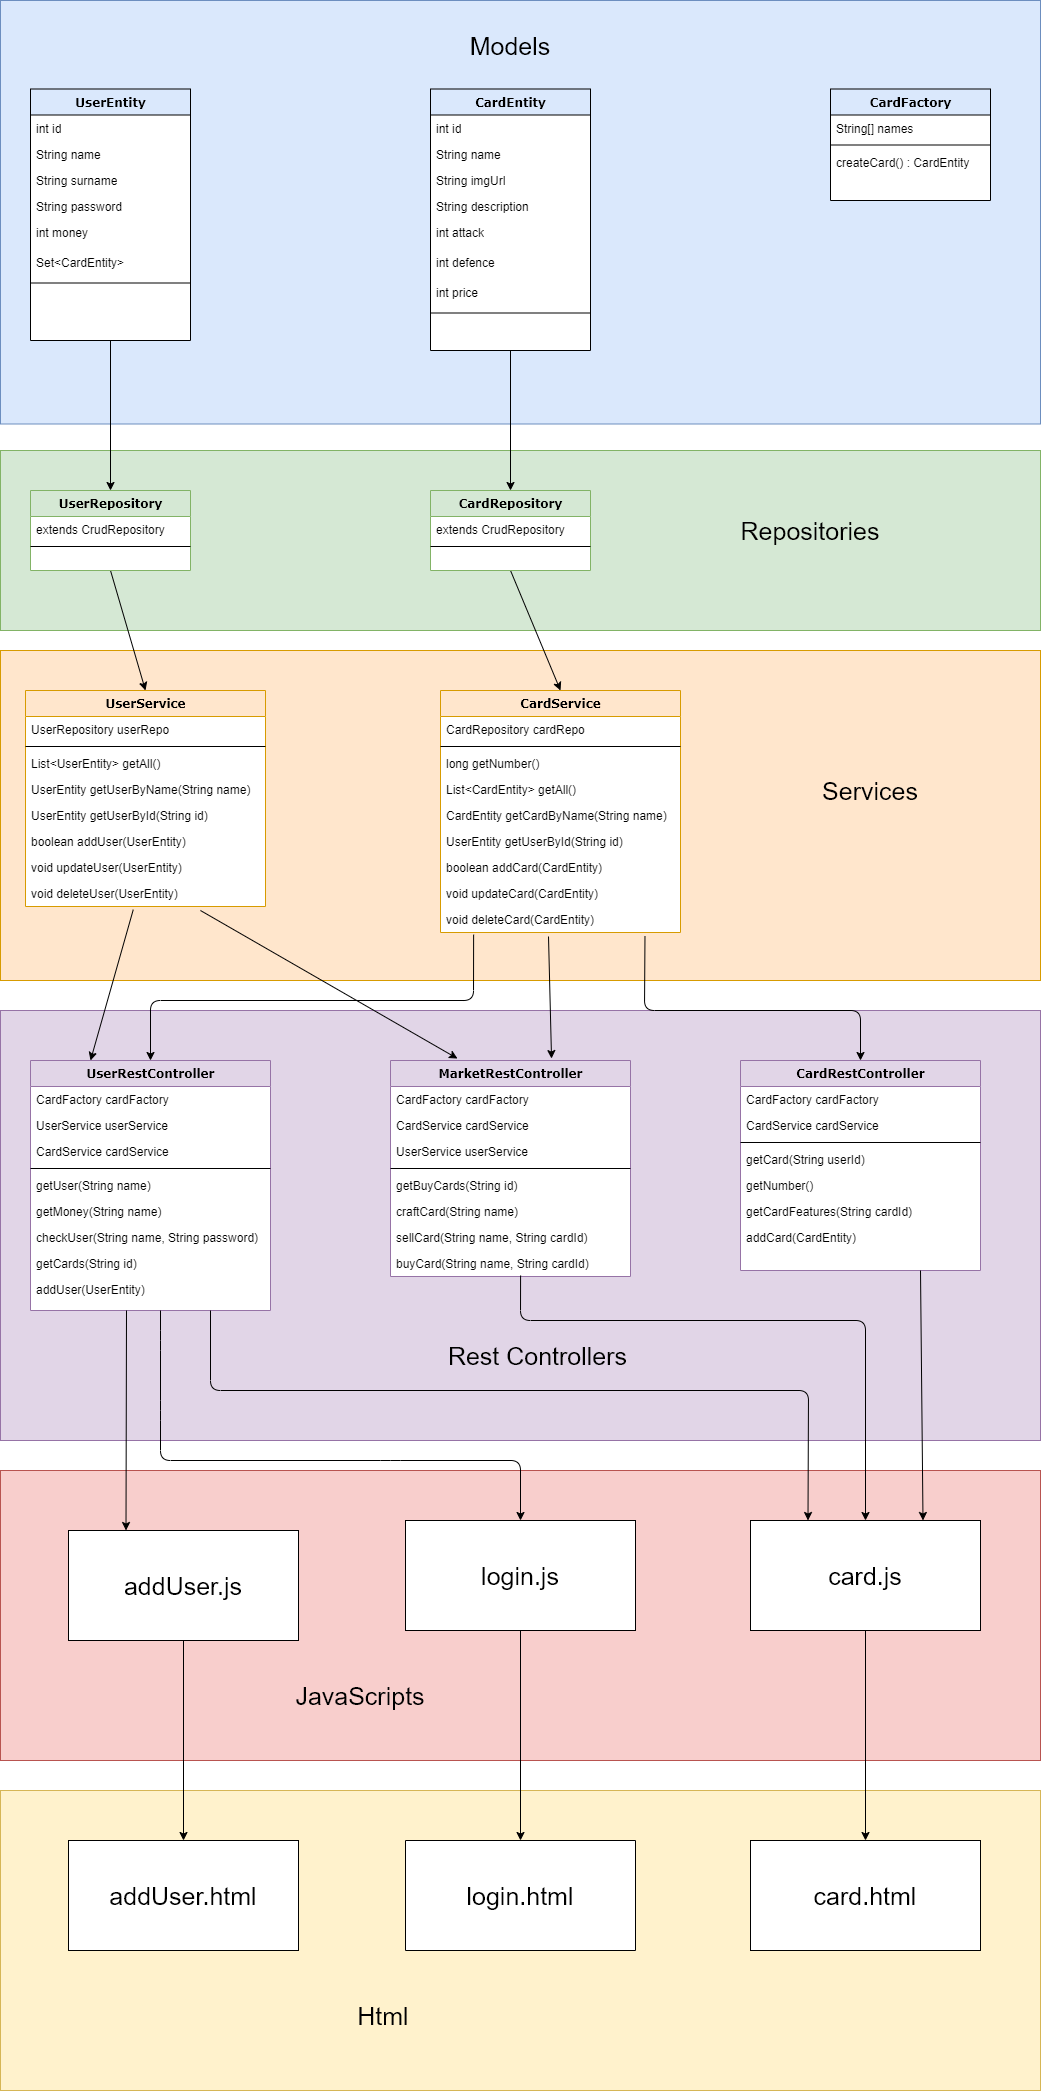 Models
UserEntity
int id
String name
String surname
String password
int money
Set<CardEntity>
CardEntity
int id
String name
String imgUrl
String description
int attack
int defence
int price
CardFactory
String[] names
createCard() : CardEntity
UserRepository
extends CrudRepository
CardRepository
extends CrudRepository
Repositories
UserService
UserRepository userRepo
List<UserEntity> getAll()
UserEntity getUserByName(String name)
UserEntity getUserById(String id)
boolean addUser(UserEntity)
void updateUser(UserEntity)
void deleteUser(UserEntity)
CardService
CardRepository cardRepo
long getNumber()
List<CardEntity> getAll()
CardEntity getCardByName(String name)
UserEntity getUserById(String id)
boolean addCard(CardEntity)
void updateCard(CardEntity)
void deleteCard(CardEntity)
Services
UserRestController
CardFactory cardFactory
UserService userService
CardService cardService
getUser(String name)
getMoney(String name)
checkUser(String name, String password)
getCards(String id)
addUser(UserEntity)
MarketRestController
CardFactory cardFactory
CardService cardService
UserService userService
getBuyCards(String id)
craftCard(String name)
sellCard(String name, String cardId)
buyCard(String name, String cardId)
CardRestController
CardFactory cardFactory
CardService cardService
getCard(String userId)
getNumber()
getCardFeatures(String cardId)
addCard(CardEntity)
Rest Controllers
addUser.js
login.js
card.js
JavaScripts
addUser.html
login.html
card.html
Html